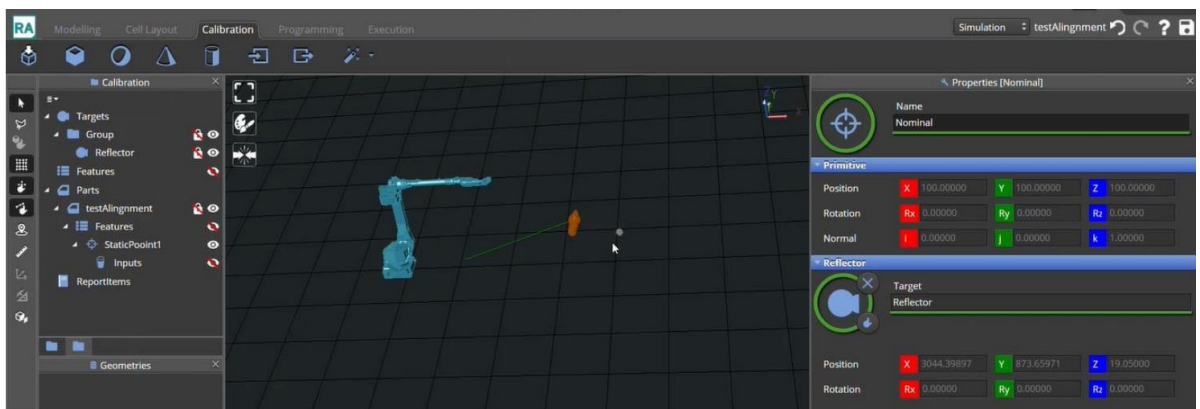 RA Modelling Cell Layout Calibration Programming Execution Simulation testAlingnment ?
Calibration
Targets
Group
Reflector
Features
Parts
testAlingnment
Features
StaticPooint1
Inputs
ReportItems
Geometries
Z Y
X
Properties [Nominal]
Name
Nominal
Primitive
Position X 100.00000 Y 100.00000 Z 100.00000
Rotation Rx 0.00000 Ry 0.00000 Rz 0.00000
Normal i 0.00000 j 0.00000 k 1.00000
Reflector
Target
Reflector
Position X 3044.39897 Y 873.65971 Z 19.05000
Rotation Rx 0.00000 Ry 0.00000 Rz 0.00000